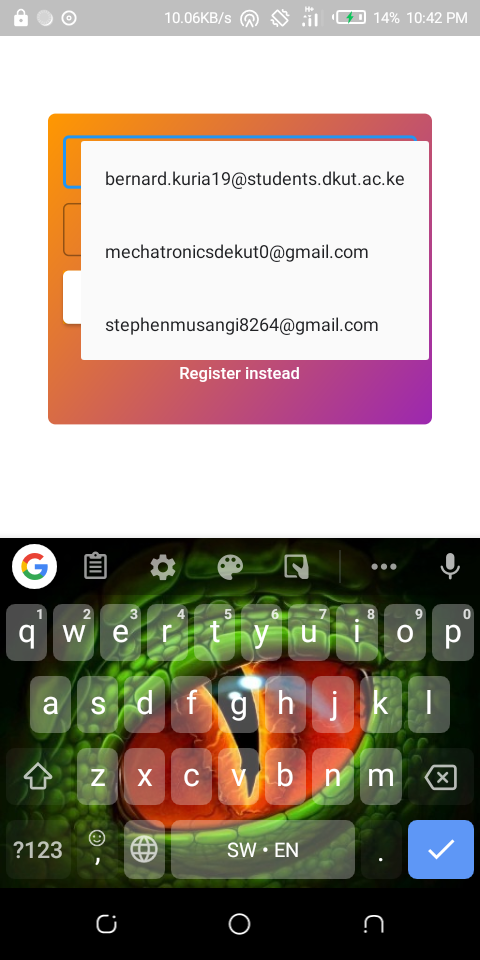 10.06KB/s H+ 14% 10:42 PM
bernard.kuria19@students.dkut.ac.ke
mechatronicsdekut0@gmail.com
stephenmusangi8264@gmail.com
Register instead
G
1 2 3 4 5 6 7 8 9 0
q w e r t y u i o p
a s d f g h j k l
z x c v b n m
?123 , SW • EN .